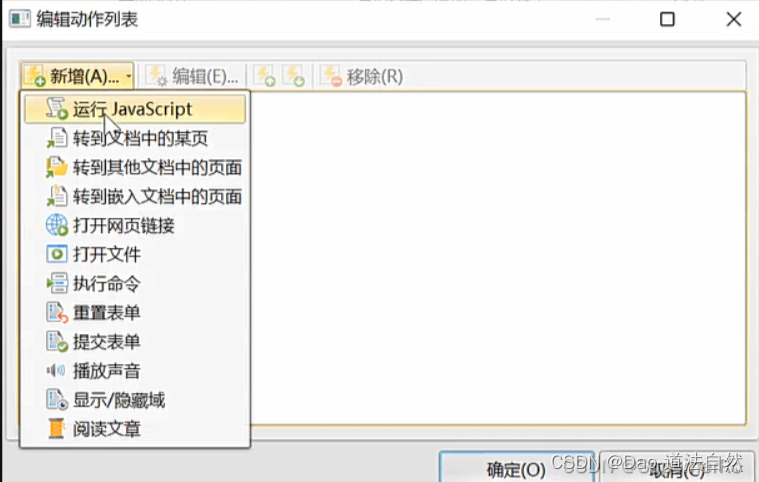 编辑动作列表
新增(A)... 编辑(E)... 移除(R)
运行 JavaScript
转到文档中的某页
转到其他文档中的页面
转到嵌入文档中的页面
打开网页链接
打开文件
执行命令
重置表单
提交表单
播放声音
显示/隐藏域
阅读文章
确定(O) 取消(C)
CSDN @Dao_道法自然